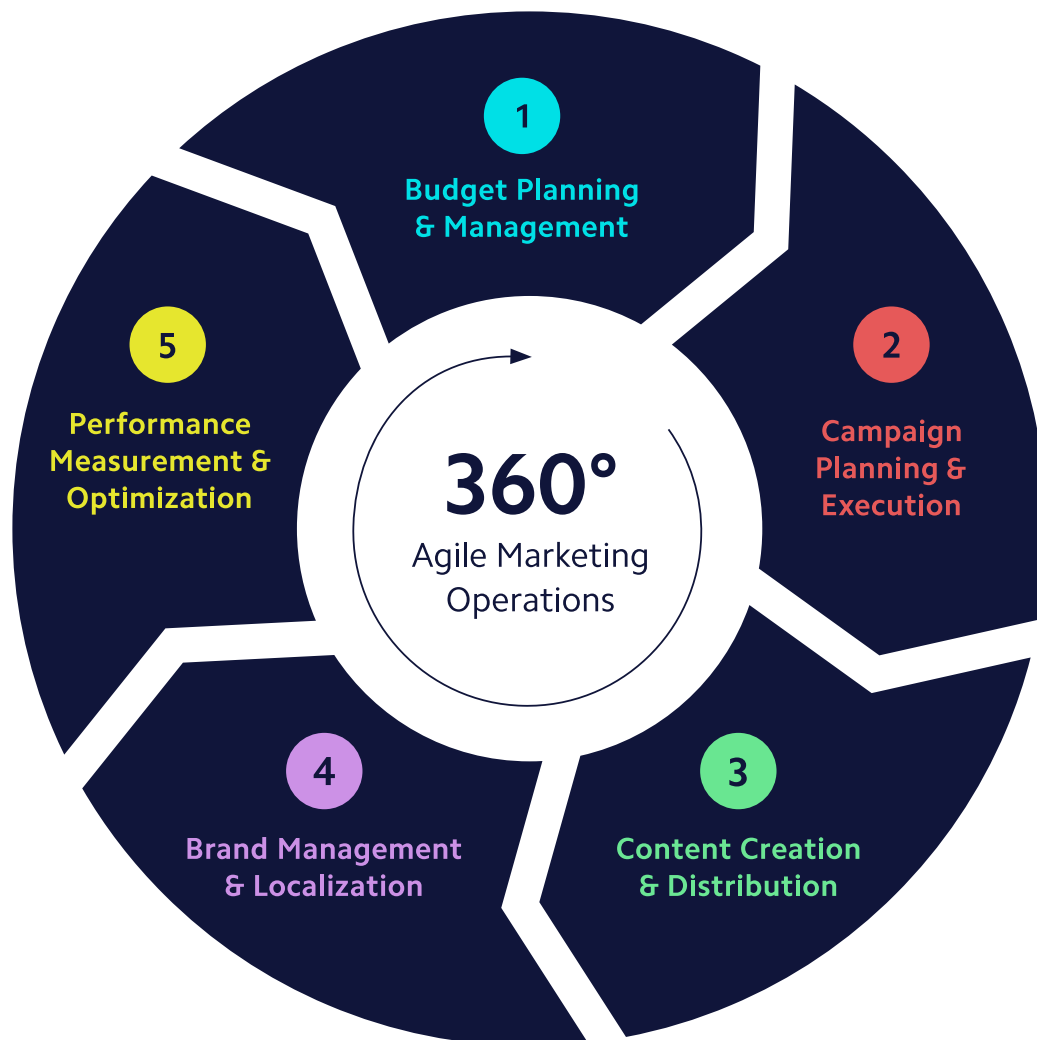 1
Budget Planning
& Management
2
Campaign
Planning &
Execution
3
Content Creation
& Distribution
4
Brand Management
& Localization
5
Performance
Measurement &
Optimization
360°
Agile Marketing
Operations